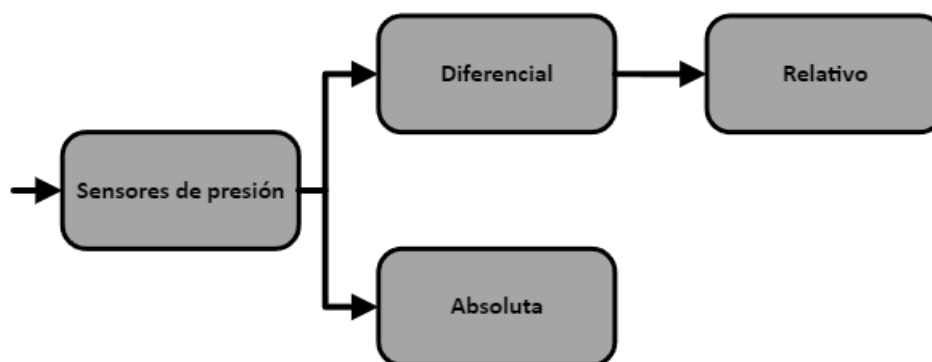 Diferencial
Relativo
Sensores de presión
Absoluta